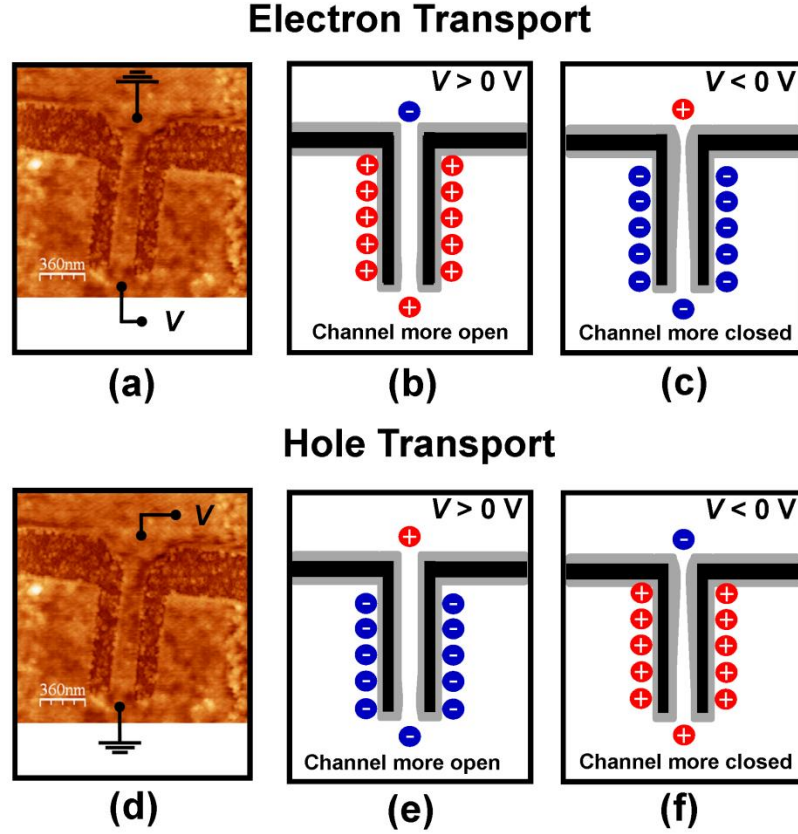 Electron Transport
360nm
V
(a)
V > 0 V
-
+ +
+ +
+ +
+ +
+ +
+
Channel more open
(b)
V < 0 V
+
- -
- -
- -
- -
- -
-
Channel more closed
(c)
Hole Transport
V
360nm
(d)
V > 0 V
+
- -
- -
- -
- -
- -
-
Channel more open
(e)
V < 0 V
-
+ +
+ +
+ +
+ +
+ +
+
Channel more closed
(f)